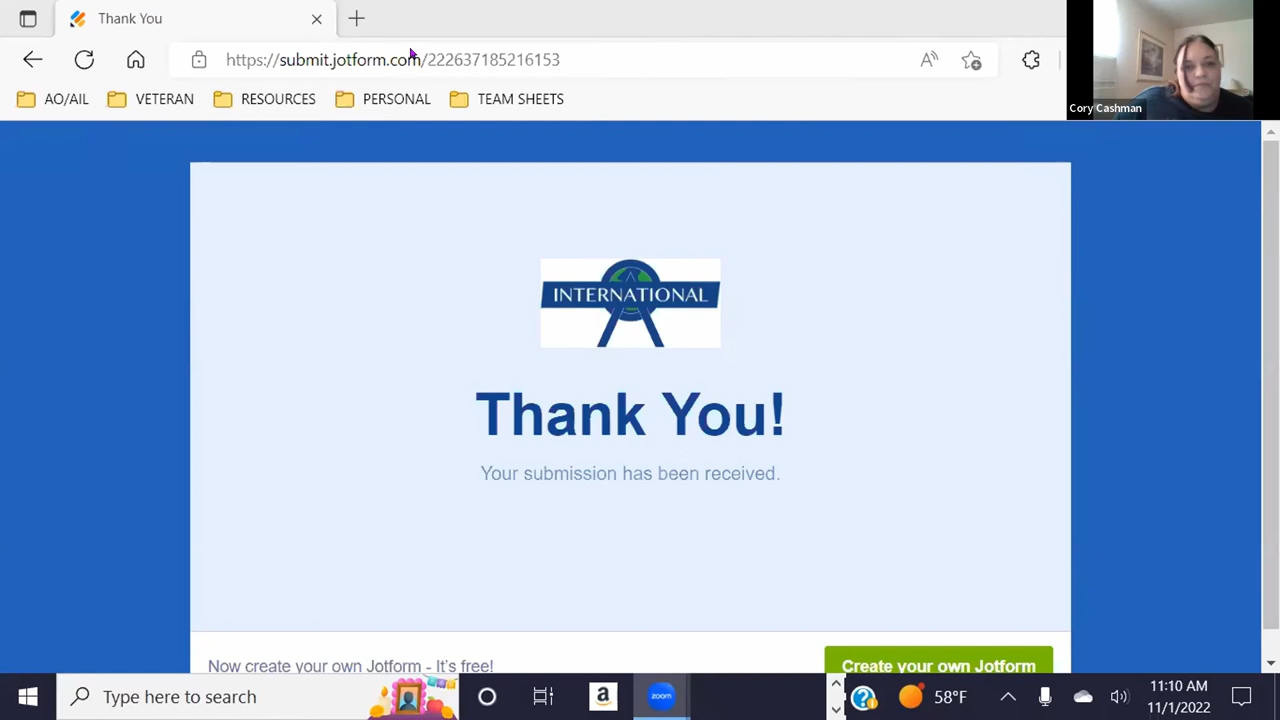 Thank You
https://submit.jotform.com/222637185216153
AO/AIL
VETERAN
RESOURCES
PERSONAL
TEAM SHEETS
Cory Cashman
INTERNATIONAL
Thank You!
Your submission has been received.
Now create your own Jotform - It's free!
Create your own Jotform
Type here to search
a
zoom
58°F
11:10 AM
11/1/2022